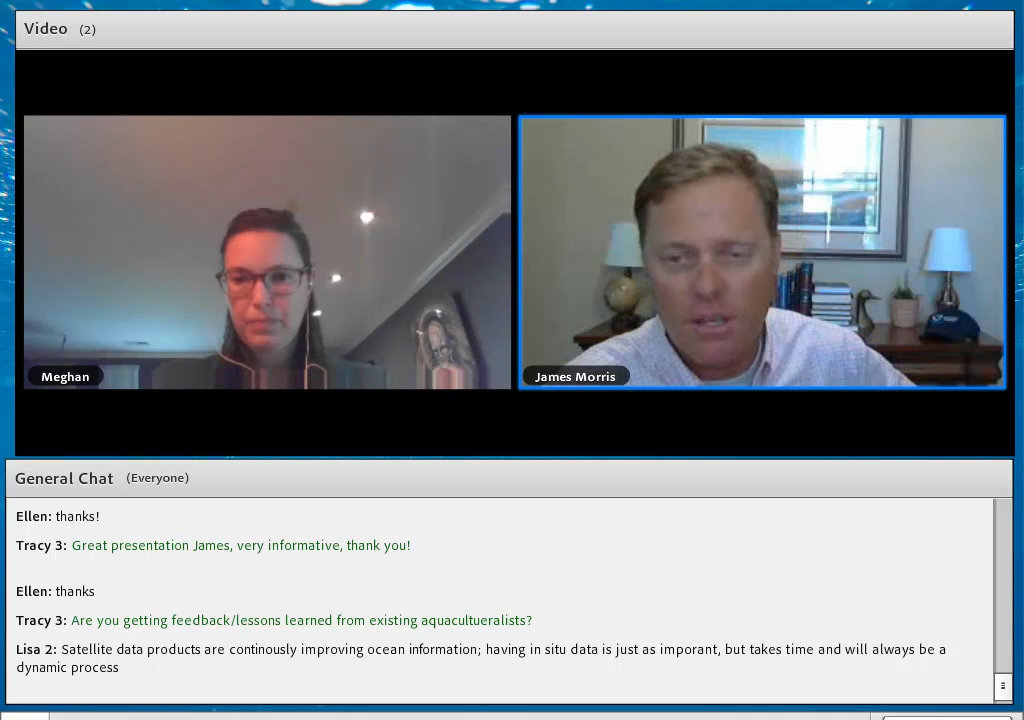 Video (2)
Meghan
James Morris
General Chat (Everyone)
Ellen: thanks!
Tracy 3: Great presentation James, very informative, thank you!
Ellen: thanks
Tracy 3: Are you getting feedback/lessons learned from existing aquacultueralists?
Lisa 2: Satellite data products are continously improving ocean information; having in situ data is just as imporant, but takes time and will always be a
dynamic process